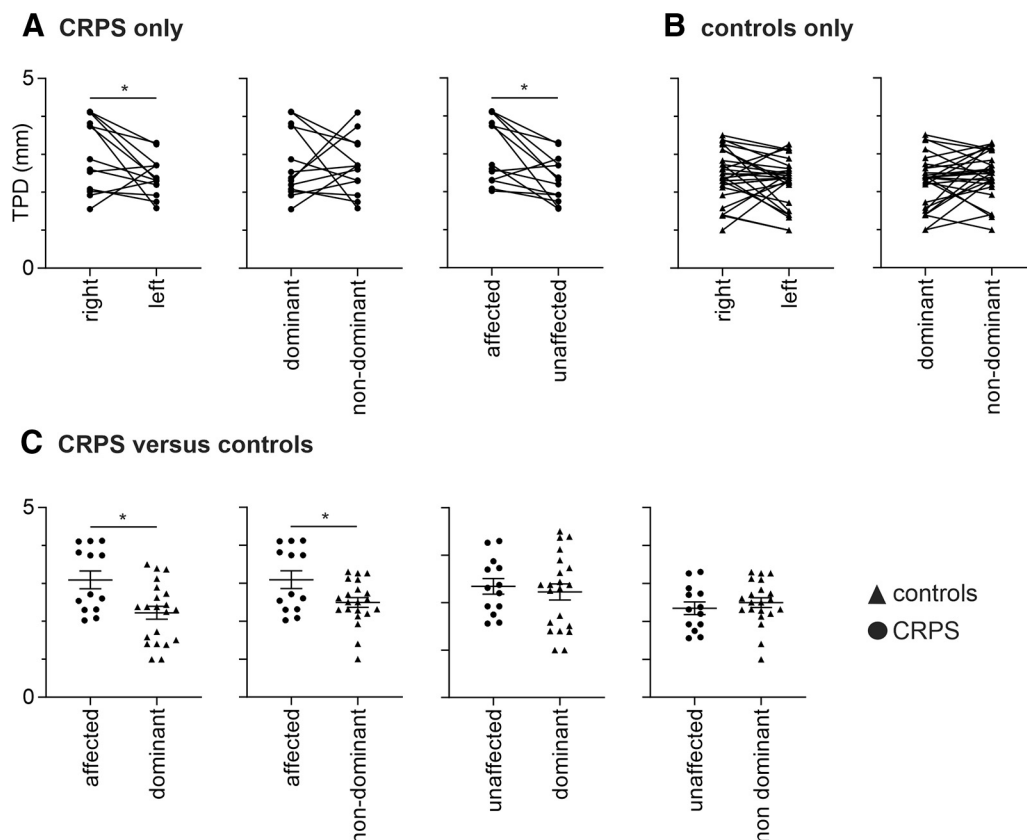 A CRPS only
B controls only
5
TPD (mm)
0
*
*
right
left
dominant
non-dominant
affected
unaffected
right
left
dominant
non-dominant
C CRPS versus controls
5
0
*
*
affected
dominant
affected
non-dominant
unaffected
dominant
unaffected
non dominant
controls
CRPS